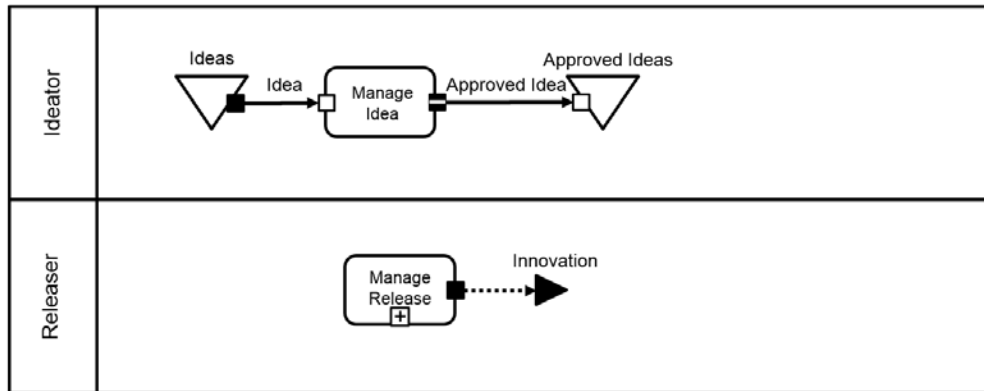 Ideator
Ideas
Idea
Manage
Idea
Approved Idea
Approved Ideas
Releaser
Manage
Release
Innovation